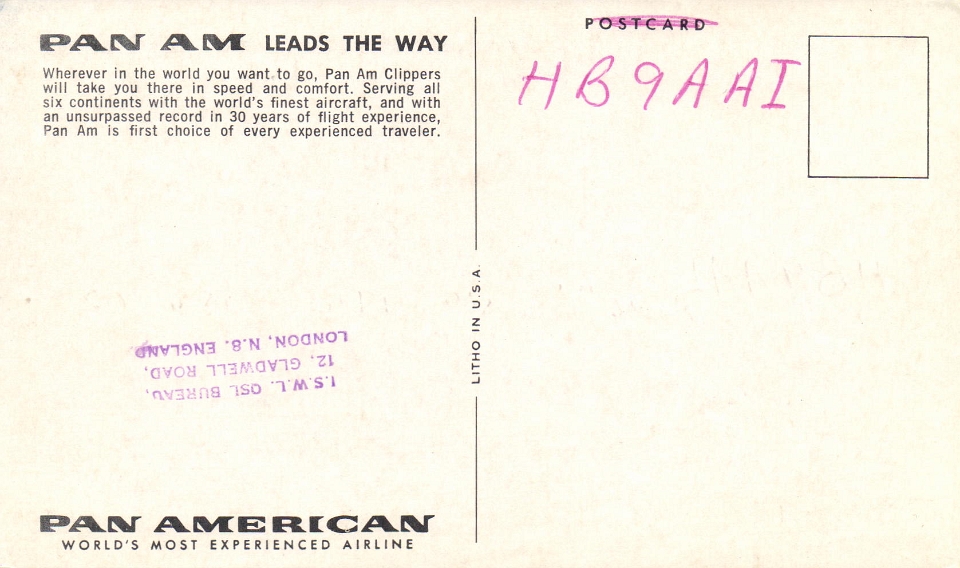 PAN AM LEADS THE WAY
Wherever in the world you want to go, Pan Am Clippers
will take you there in speed and comfort. Serving all
six continents with the world's finest aircraft, and with
an unsurpassed record in 30 years of flight experience,
Pan Am is first choice of every experienced traveler.
I.S.W.L. QSL BUREAU,
12, GLADWELL ROAD,
LONDON, N.8. ENGLAND
PAN AMERICAN
WORLD'S MOST EXPERIENCED AIRLINE
LITHO IN U.S.A.
POSTCARD
HB9AAI